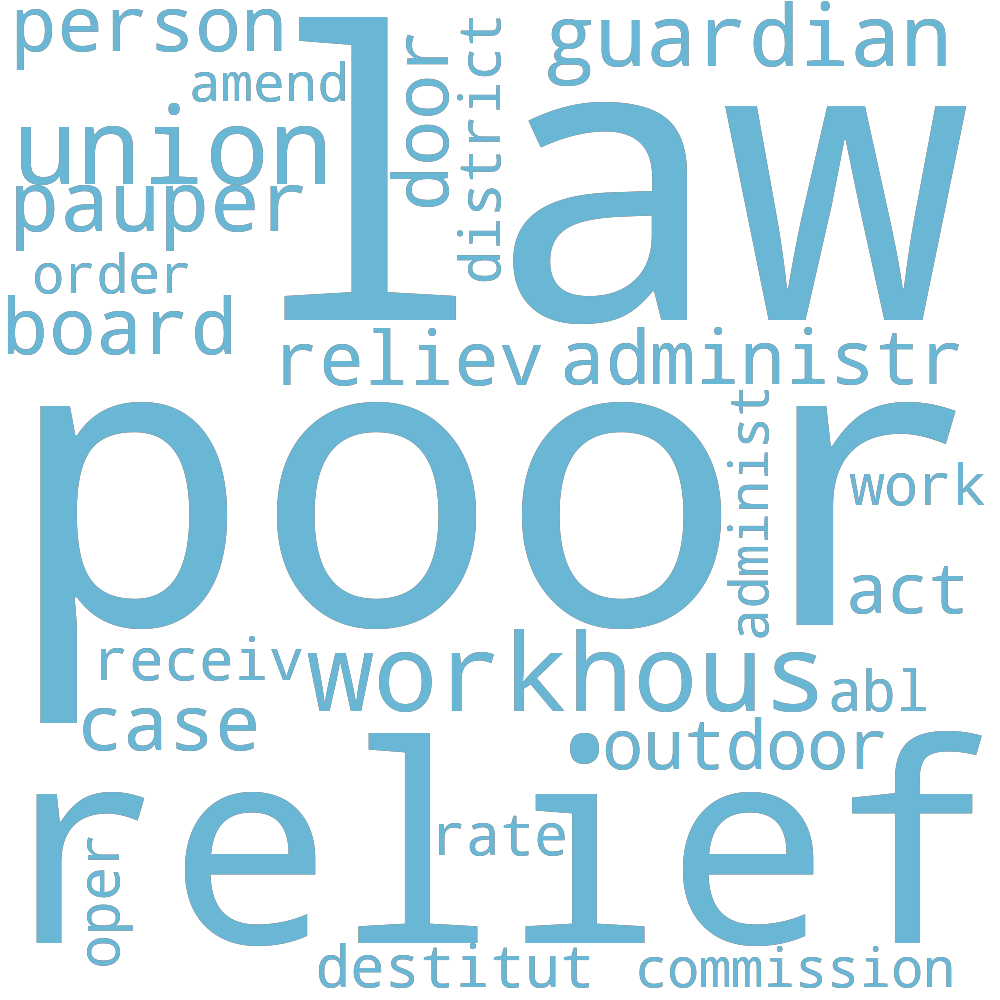 person
guardian
amend
law
door
district
union
pauper
order
board
reliev
administr
poor
administ
work
act
receiv
workhous
abl
case
outdoor
relief
rate
oper
destitut
commission